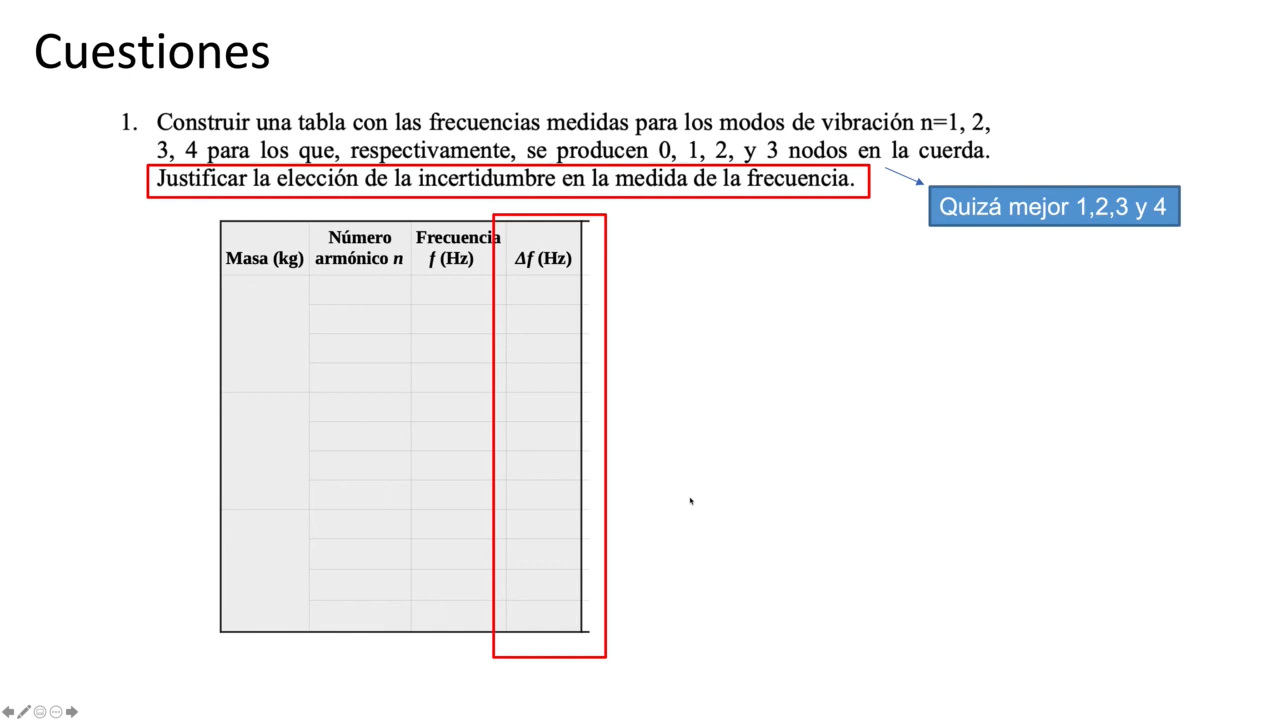 Cuestiones
1. Construir una tabla con las frecuencias medidas para los modos de vibración n=1, 2,
3, 4 para los que, respectivamente, se producen 0, 1, 2, y 3 nodos en la cuerda.
Justificar la elección de la incertidumbre en la medida de la frecuencia.
Quizá mejor 1,2,3 y 4
Número Frecuencia
Masa (kg) armónico n f (Hz) Δf (Hz)